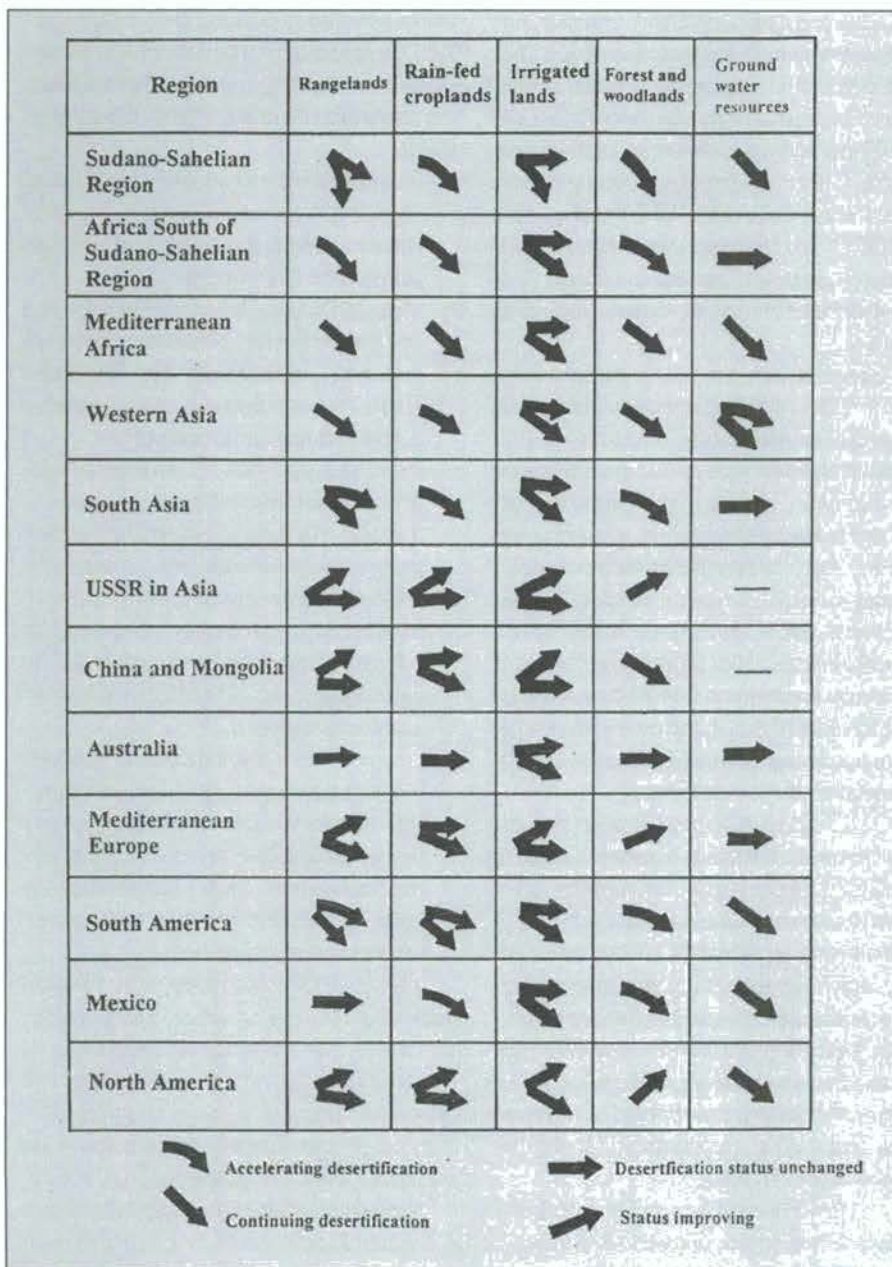 Region
Rangelands
Rain-fed
croplands
Irrigated
lands
Forest and
woodlands
Ground
water
resources
Sudano-Sahelian
Region
Africa South of
Sudano-Sahelian
Region
Mediterranean
Africa
Western Asia
South Asia
USSR in Asia
China and Mongolia
Australia
Mediterranean
Europe
South America
Mexico
North America
Accelerating desertification
Desertfication status unchanged
Continuing desertification
Status improving